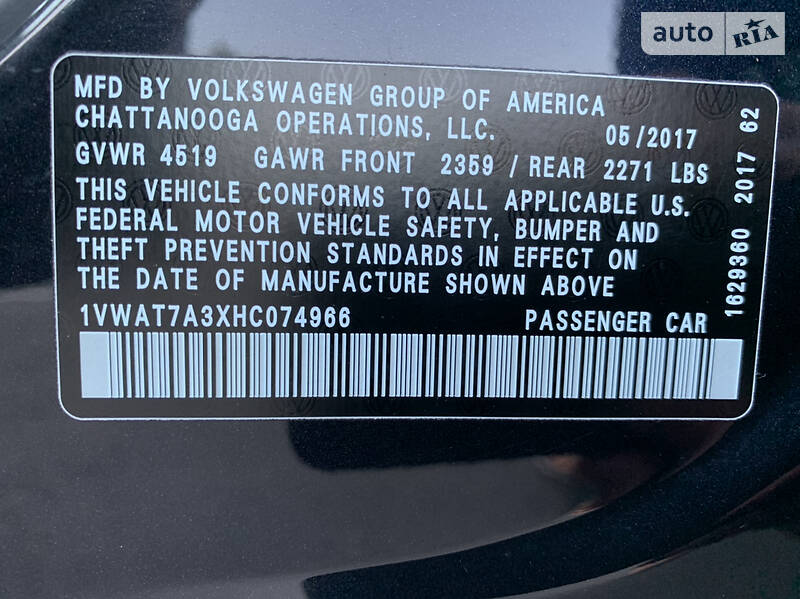 auto RIA
MFD BY VOLKSWAGEN GROUP OF AMERICA
CHATTANOOGA OPERATIONS, LLC. 05/2017
GVWR 4519 GAWR FRONT 2359 / REAR 2271 LBS
THIS VEHICLE CONFORMS TO ALL APPLICABLE U.S.
FEDERAL MOTOR VEHICLE SAFETY, BUMPER AND
THEFT PREVENTION STANDARDS IN EFFECT ON
THE DATE OF MANUFACTURE SHOWN ABOVE
1VWAT7A3XHC074966 PASSENGER CAR
1629360 2017 62